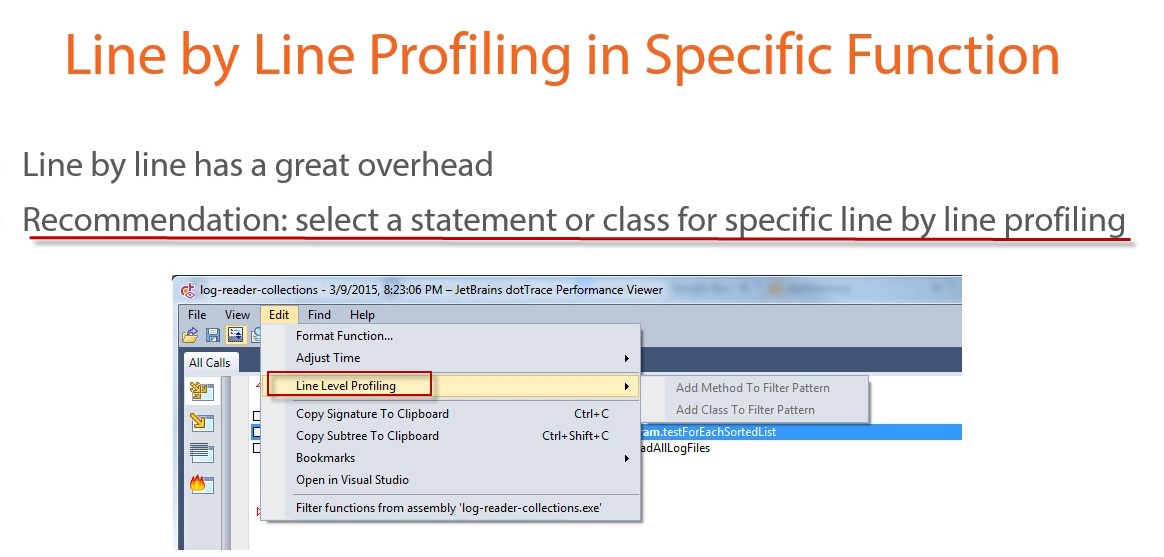 Line by Line Profiling in Specific Function
Line by line has a great overhead
Recommendation: select a statement or class for specific line by line profiling
log-reader-collections - 3/9/2015, 8:23:06 PM – JetBrains dotTrace Performance Viewer
File View Edit Find Help
Format Function...
Adjust Time
All Calls
Line Level Profiling
Add Method To Filter Pattern
Add Class To Filter Pattern
Copy Signature To Clipboard Ctrl+C
Copy Subtree To Clipboard Ctrl+Shift+C
Bookmarks
Open in Visual Studio
Filter functions from assembly 'log-reader-collections.exe'
am.testForEachSortedList
adAllLogFiles